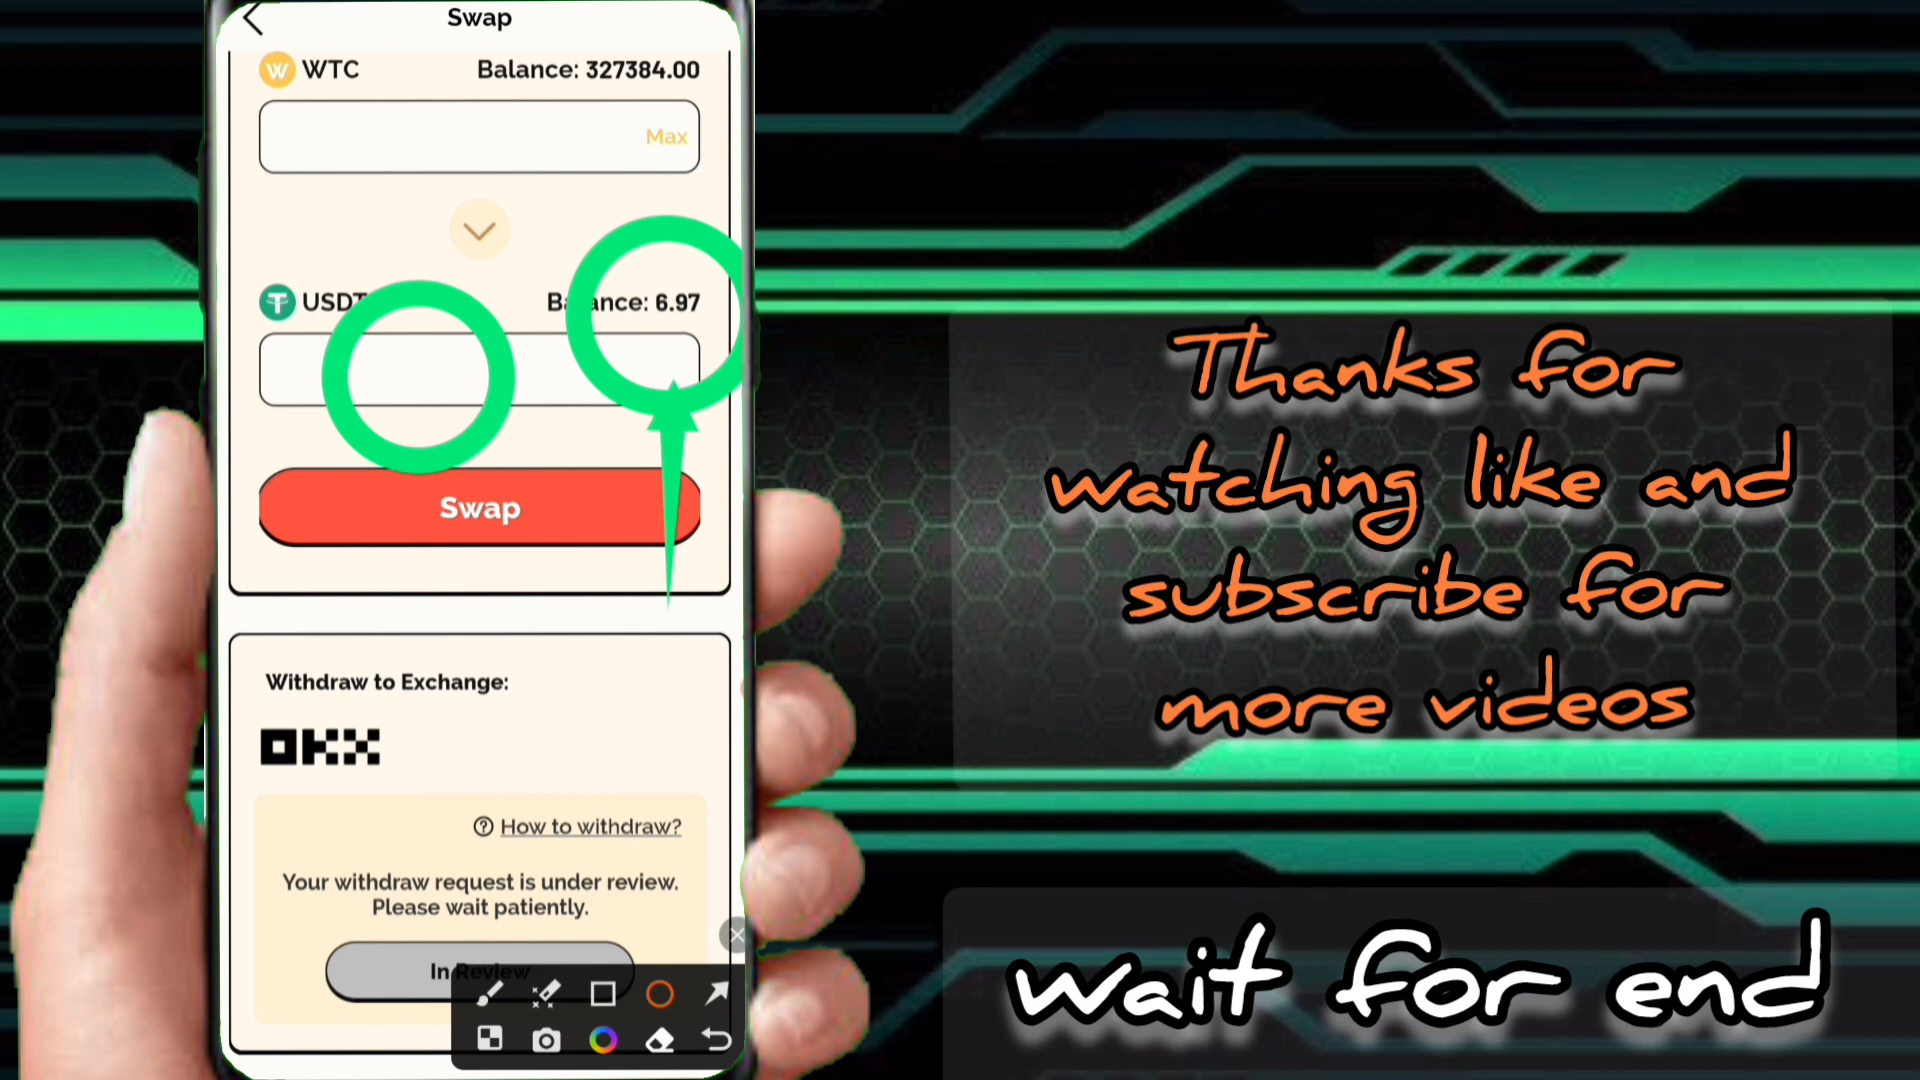 Swap
WTC
Balance: 327384.00
Max
USDT
Balance: 6.97
Swap
Withdraw to Exchange:
OKX
How to withdraw?
Your withdraw request is under review.
Please wait patiently.
In Review
Thanks for
watching like and
subscribe for
more videos
wait for end